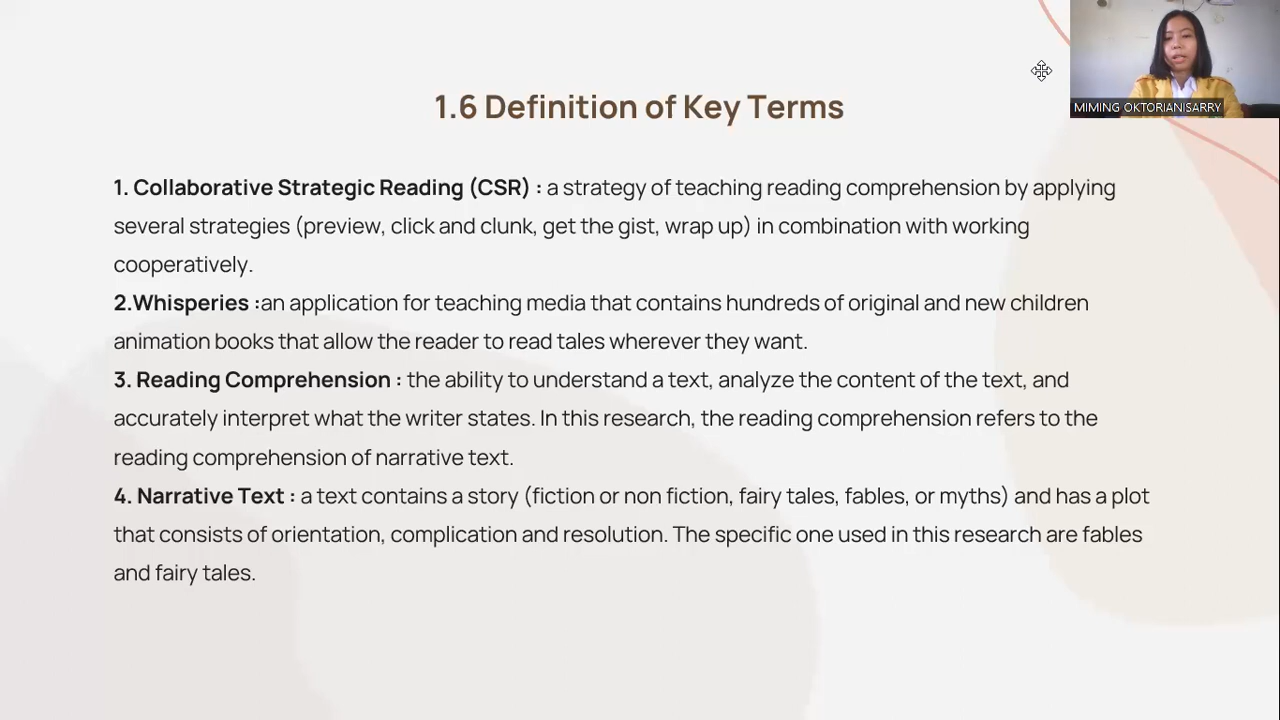 MIMING OKTORIANISARRY
1.6 Definition of Key Terms
1. Collaborative Strategic Reading (CSR) : a strategy of teaching reading comprehension by applying
several strategies (preview, click and clunk, get the gist, wrap up) in combination with working
cooperatively.
2.Whisperies :an application for teaching media that contains hundreds of original and new children
animation books that allow the reader to read tales wherever they want.
3. Reading Comprehension : the ability to understand a text, analyze the content of the text, and
accurately interpret what the writer states. In this research, the reading comprehension refers to the
reading comprehension of narrative text.
4. Narrative Text : a text contains a story (fiction or non fiction, fairy tales, fables, or myths) and has a plot
that consists of orientation, complication and resolution. The specific one used in this research are fables
and fairy tales.